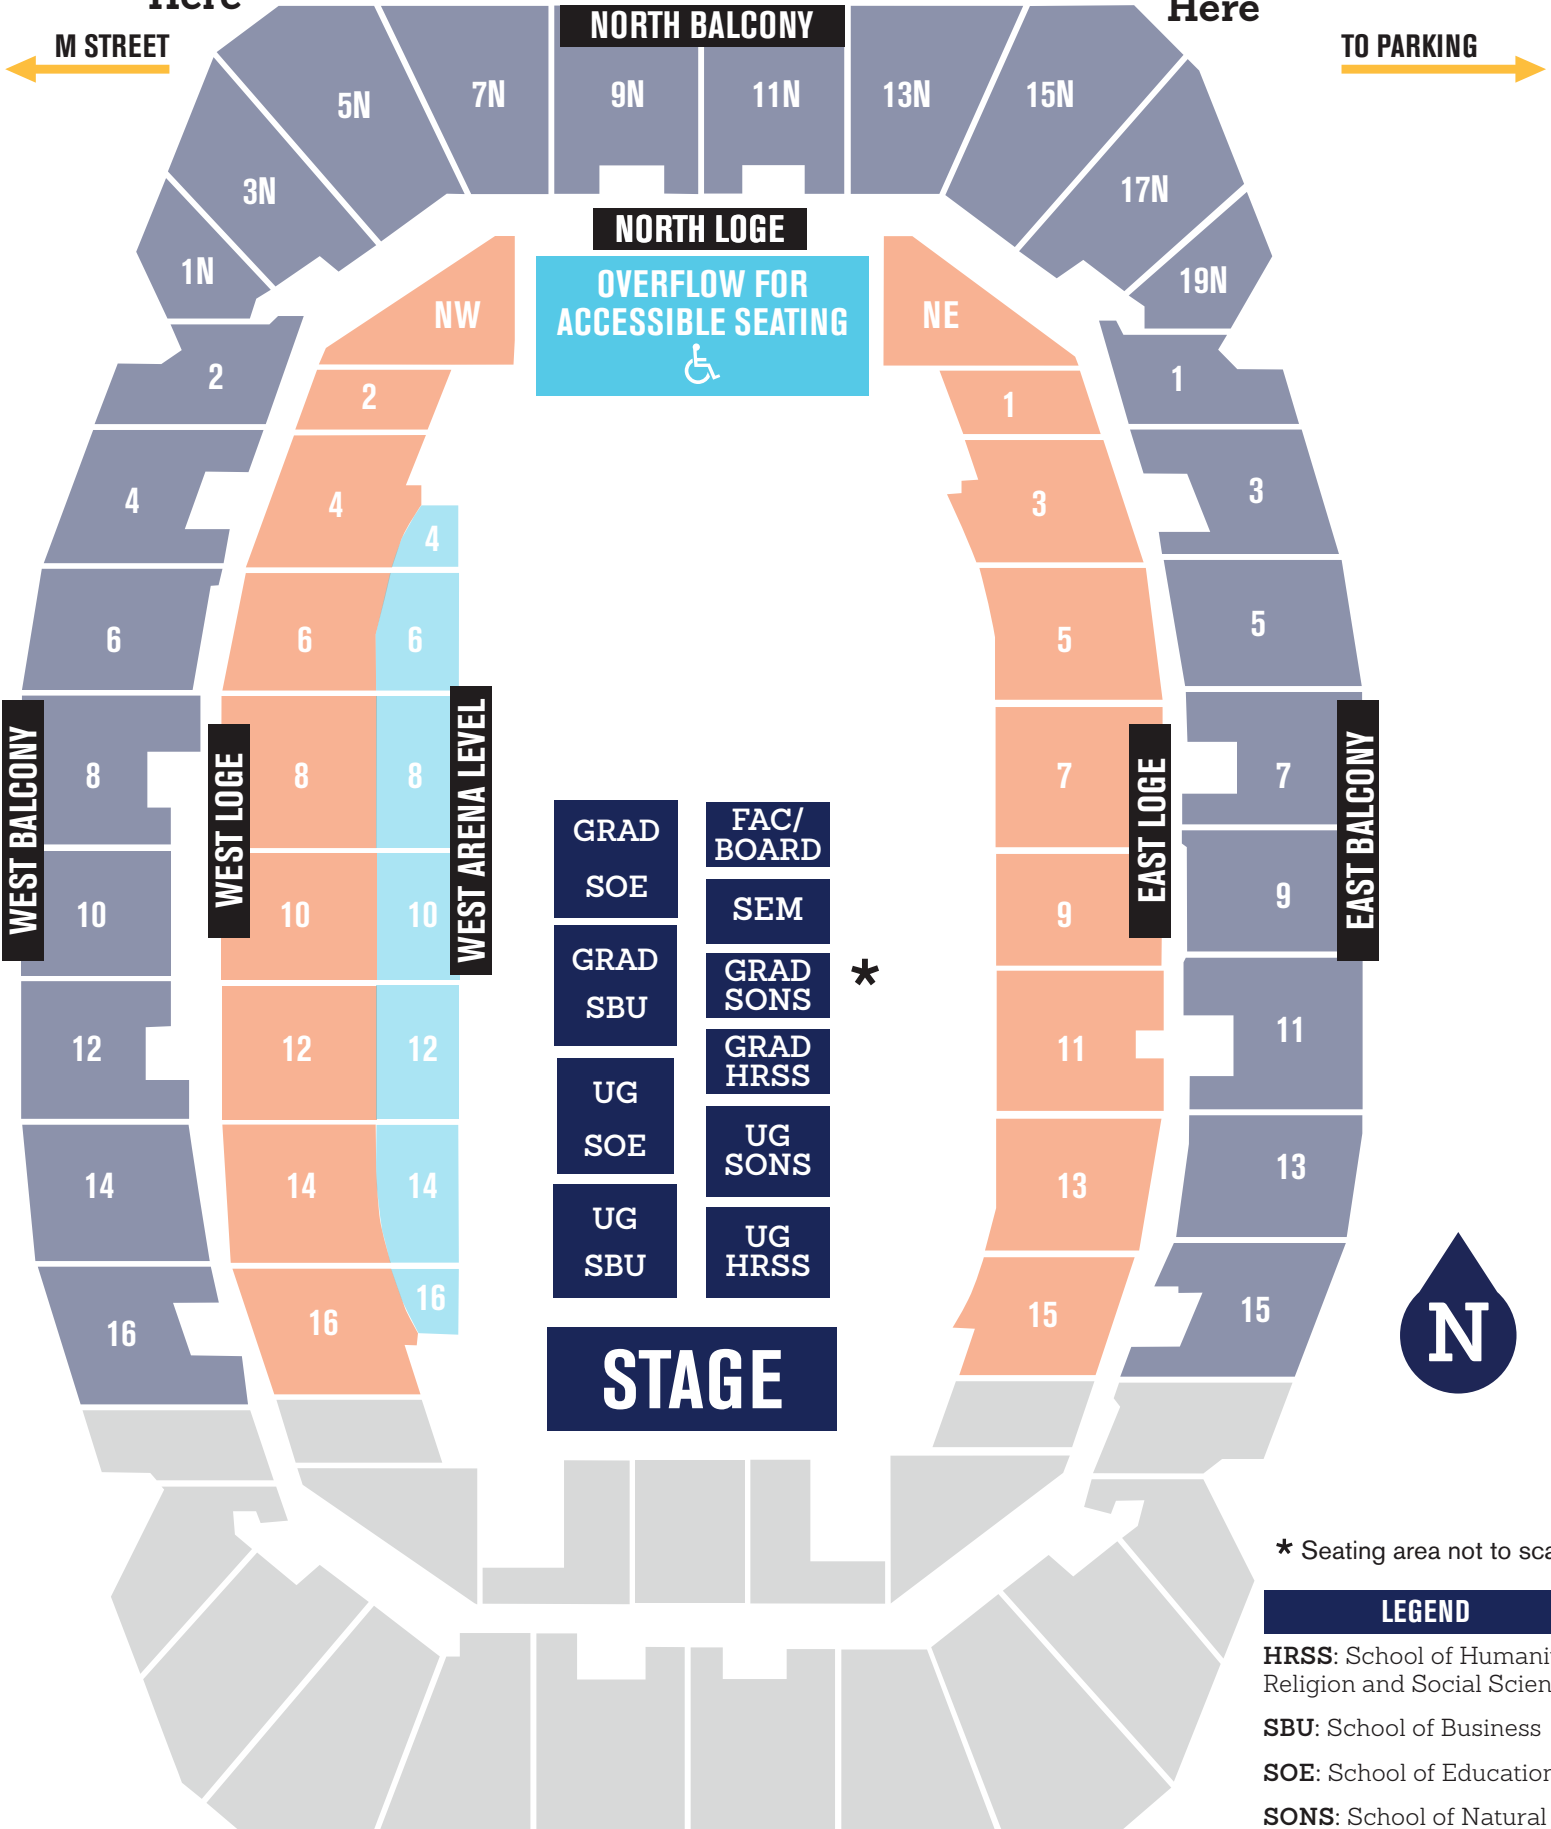 Here
Here
M STREET
TO PARKING
NORTH BALCONY
5N
7N
9N
11N
13N
15N
3N
17N
1N
19N
NORTH LOGE
OVERFLOW FOR
ACCESSIBLE SEATING
NW
NE
2
2
1
1
4
4
4
3
3
6
6
6
5
5
WEST BALCONY
8
WEST LOGE
8
8
WEST ARENA LEVEL
7
EAST LOGE
7
EAST BALCONY
10
10
10
9
9
12
12
12
11
11
14
14
14
13
13
16
16
16
15
15
GRAD
SOE
GRAD
SBU
UG
SOE
UG
SBU
FAC/
BOARD
SEM
GRAD
SONS
*
GRAD
HRSS
UG
SONS
UG
HRSS
STAGE
N
* Seating area not to sca
LEGEND
HRSS: School of Humani
Religion and Social Scien
SBU: School of Business
SOE: School of Education
SONS: School of Natural